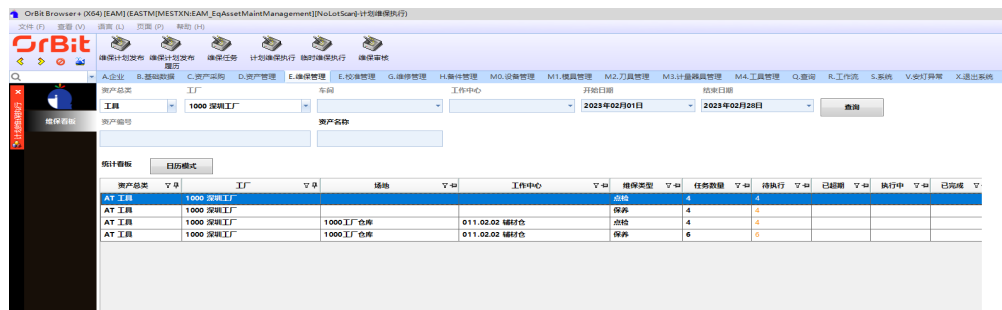 OrBit Browser+ (X64) [EAM] (EASTM[MESTXN:EAM_EqAssetMaintManagement][NoLotScan]-计划维保执行)
文件 (F) 查看 (V) 语言 (L) 页面 (P) 帮助 (H)
OrBit
维保计划发布 维保计划发布履历 维保任务 计划维保执行 临时维保执行 维保审核
A.企业 B.基础数据 C.资产采购 D.资产管理 E.维保管理 E.校准管理 G.维修管理 H.备件管理 M0.设备管理 M1.模具管理 M2.刀具管理 M3.计量器具管理 M4.工具管理 Q.查询 R.工作流 S.系统 V.安灯异常 X.退出系统
计划维保执行
维保看板
资产总类 工厂 车间 工作中心 开始日期 结束日期
工具 1000 深圳工厂 2023年02月01日 2023年02月28日 查询
资产编号 资产名称
统计看板 日历模式
资产总类 工厂 场地 工作中心 维保类型 任务数量 待执行 已超期 执行中 已完成
AT 工具 1000 深圳工厂 点检 4 4
AT 工具 1000 深圳工厂 保养 4 4
AT 工具 1000 深圳工厂 1000工厂仓库 011.02.02 辅材仓 点检 4 4
AT 工具 1000 深圳工厂 1000工厂仓库 011.02.02 辅材仓 保养 6 6